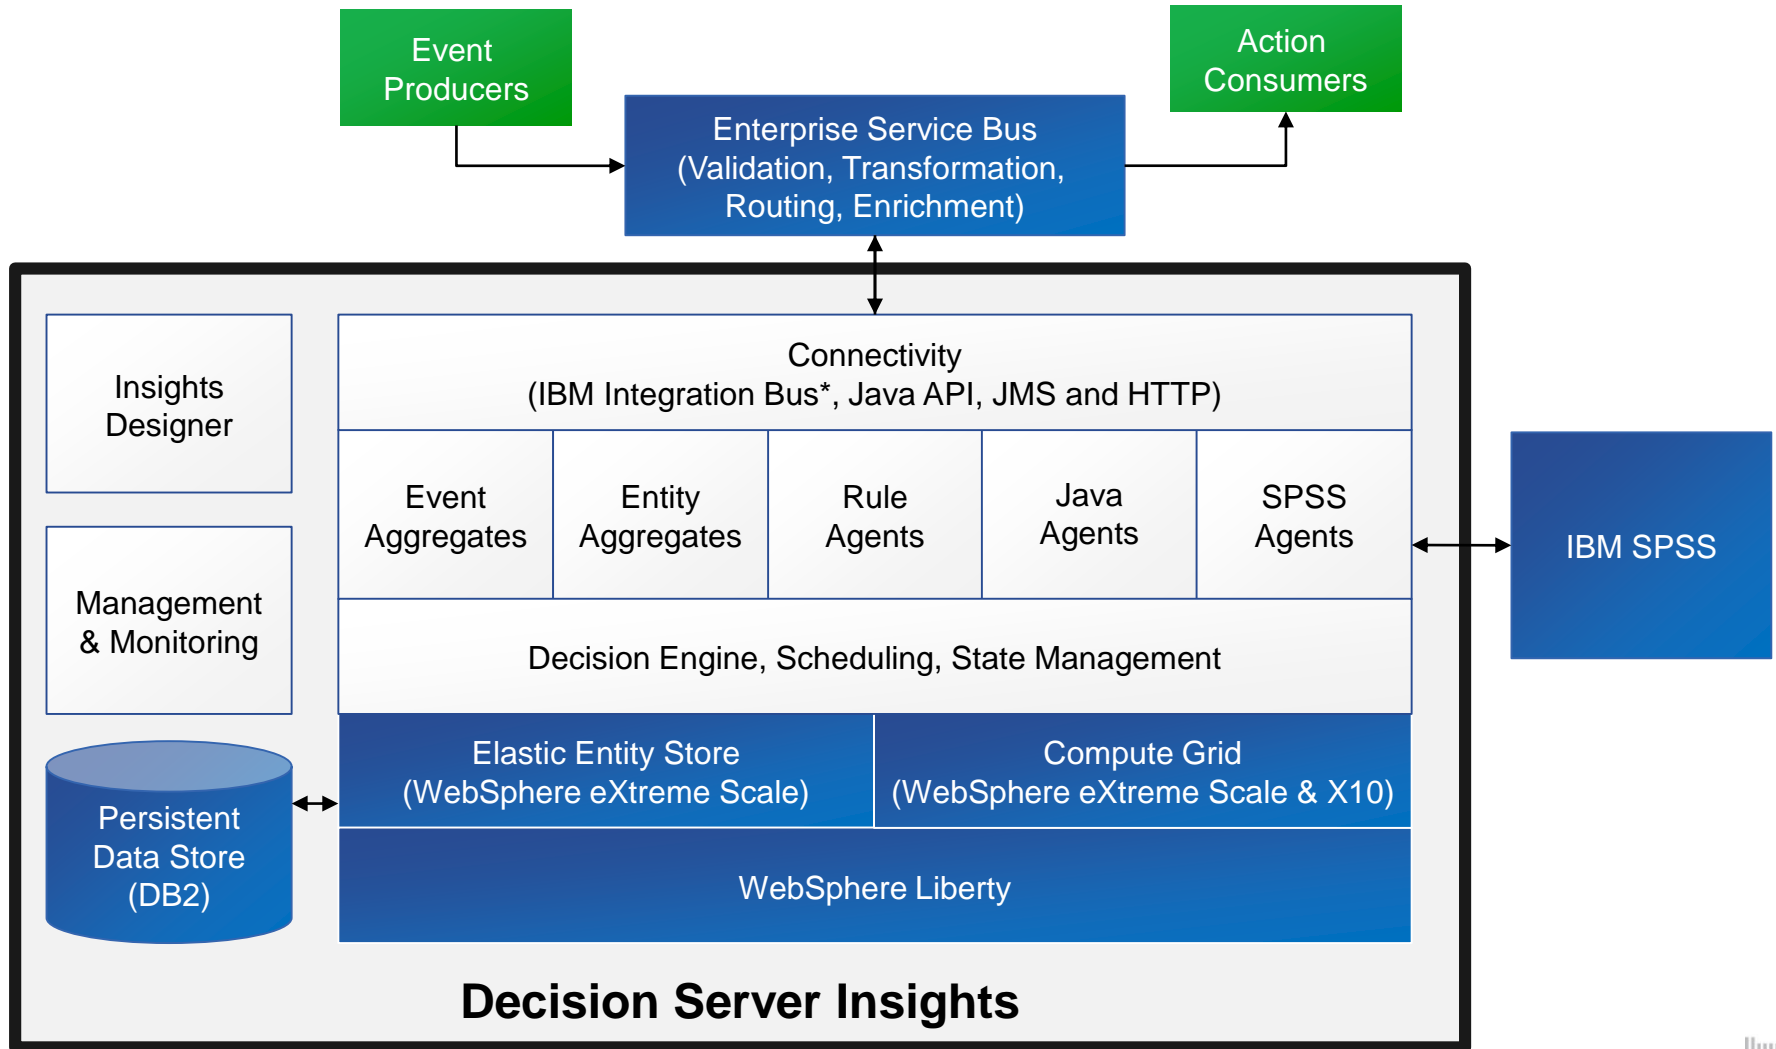 Event
Producers
Action
Consumers
Enterprise Service Bus
(Validation, Transformation,
Routing, Enrichment)
Insights
Designer
Connectivity
(IBM Integration Bus*, Java API, JMS and HTTP)
Event
Aggregates
Entity
Aggregates
Rule
Agents
Java
Agents
SPSS
Agents
IBM SPSS
Management
& Monitoring
Decision Engine, Scheduling, State Management
Elastic Entity Store
(WebSphere eXtreme Scale)
Compute Grid
(WebSphere eXtreme Scale & X10)
Persistent
Data Store
(DB2)
WebSphere Liberty
Decision Server Insights